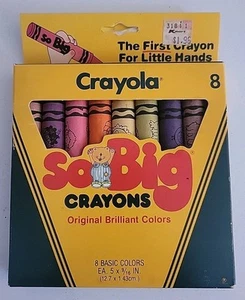 So Big
The First Crayon
For Little Hands
$1.95
Crayola
8
So Big
CRAYONS
Original Brilliant Colors
8 BASIC COLORS
EA. 5 x 9/16 IN
(12.7 x 1.43cm)